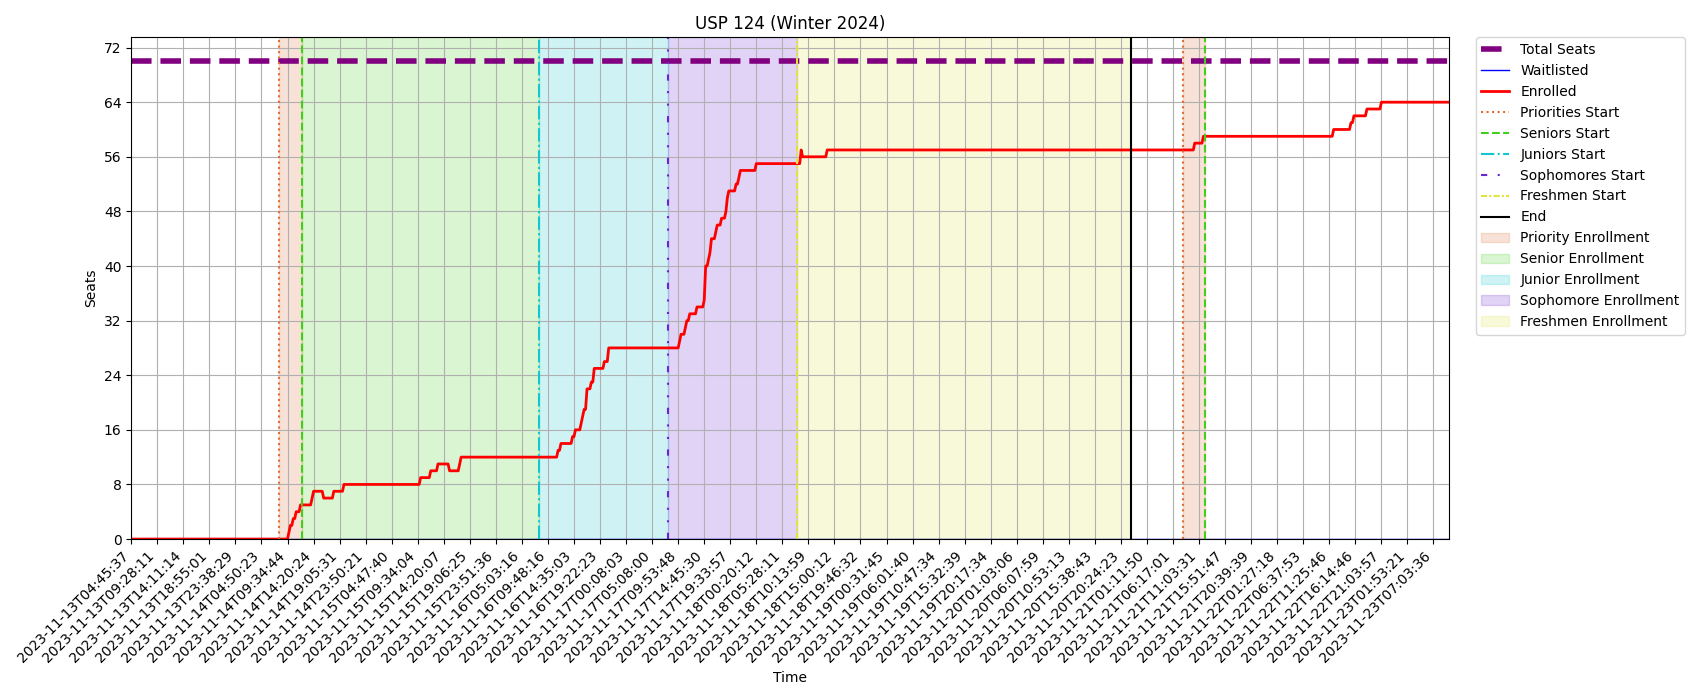 USP 124 (Winter 2024)
72
64
56
48
40
32
24
16
8
0
Seats
Total Seats
Waitlisted
Enrolled
Priorities Start
Seniors Start
Juniors Start
Sophomores Start
Freshmen Start
End
Priority Enrollment
Senior Enrollment
Junior Enrollment
Sophomore Enrollment
Freshmen Enrollment
2023-11-13T04:45:37
2023-11-13T09:28:11
2023-11-13T14:11:14
2023-11-13T18:55:01
2023-11-13T23:38:29
2023-11-14T04:50:23
2023-11-14T09:34:44
2023-11-14T14:20:24
2023-11-14T19:05:31
2023-11-14T23:50:21
2023-11-15T04:47:40
2023-11-15T09:34:04
2023-11-15T14:20:07
2023-11-15T19:06:25
2023-11-15T23:51:36
2023-11-16T05:03:16
2023-11-16T09:48:16
2023-11-16T14:35:03
2023-11-16T19:22:23
2023-11-17T00:08:03
2023-11-17T05:08:00
2023-11-17T09:53:48
2023-11-17T14:45:30
2023-11-17T19:33:57
2023-11-18T00:20:12
2023-11-18T05:28:11
2023-11-18T10:13:59
2023-11-18T15:00:12
2023-11-18T19:46:32
2023-11-19T00:31:45
2023-11-19T06:01:40
2023-11-19T10:47:34
2023-11-19T15:32:39
2023-11-19T20:17:34
2023-11-20T01:03:06
2023-11-20T06:07:59
2023-11-20T10:53:13
2023-11-20T15:38:43
2023-11-20T20:24:23
2023-11-21T01:11:50
2023-11-21T06:17:01
2023-11-21T11:03:31
2023-11-21T15:51:47
2023-11-21T20:39:39
2023-11-22T01:27:18
2023-11-22T06:37:53
2023-11-22T11:25:46
2023-11-22T16:14:46
2023-11-22T21:03:57
2023-11-23T01:53:21
2023-11-23T07:03:36
Time